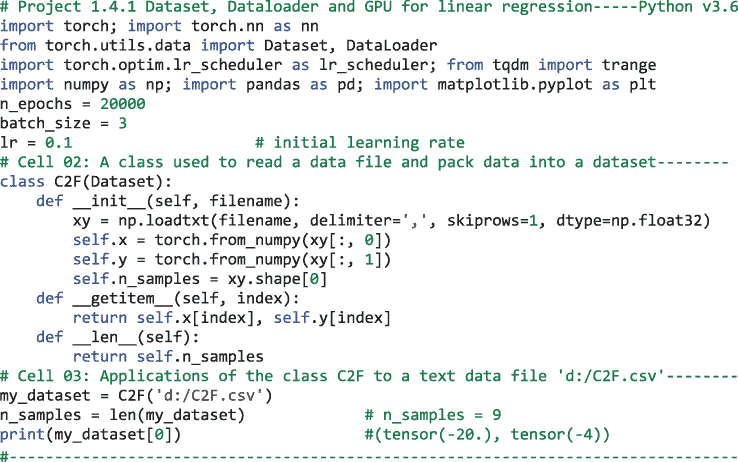 # Project 1.4.1 Dataset, Dataloader and GPU for linear regression-----Python v3.6
import torch; import torch.nn as nn
from torch.utils.data import Dataset, DataLoader
import torch.optim.lr_scheduler as lr_scheduler; from tqdm import trange
import numpy as np; import pandas as pd; import matplotlib.pyplot as plt
n_epochs = 20000
batch_size = 3
lr = 0.1                    # initial learning rate
# Cell 02: A class used to read a data file and pack data into a dataset--------
class C2F(Dataset):
    def __init__(self, filename):
        xy = np.loadtxt(filename, delimiter=',', skiprows=1, dtype=np.float32)
        self.x = torch.from_numpy(xy[:, 0])
        self.y = torch.from_numpy(xy[:, 1])
        self.n_samples = xy.shape[0]
    def __getitem__(self, index):
        return self.x[index], self.y[index]
    def __len__(self):
        return self.n_samples
# Cell 03: Applications of the class C2F to a text data file 'd:/C2F.csv'--------
my_dataset = C2F('d:/C2F.csv')
n_samples = len(my_dataset)             # n_samples = 9
print(my_dataset[0])                    #(tensor(-20.), tensor(-4))
#-------------------------------------------------------------------------------